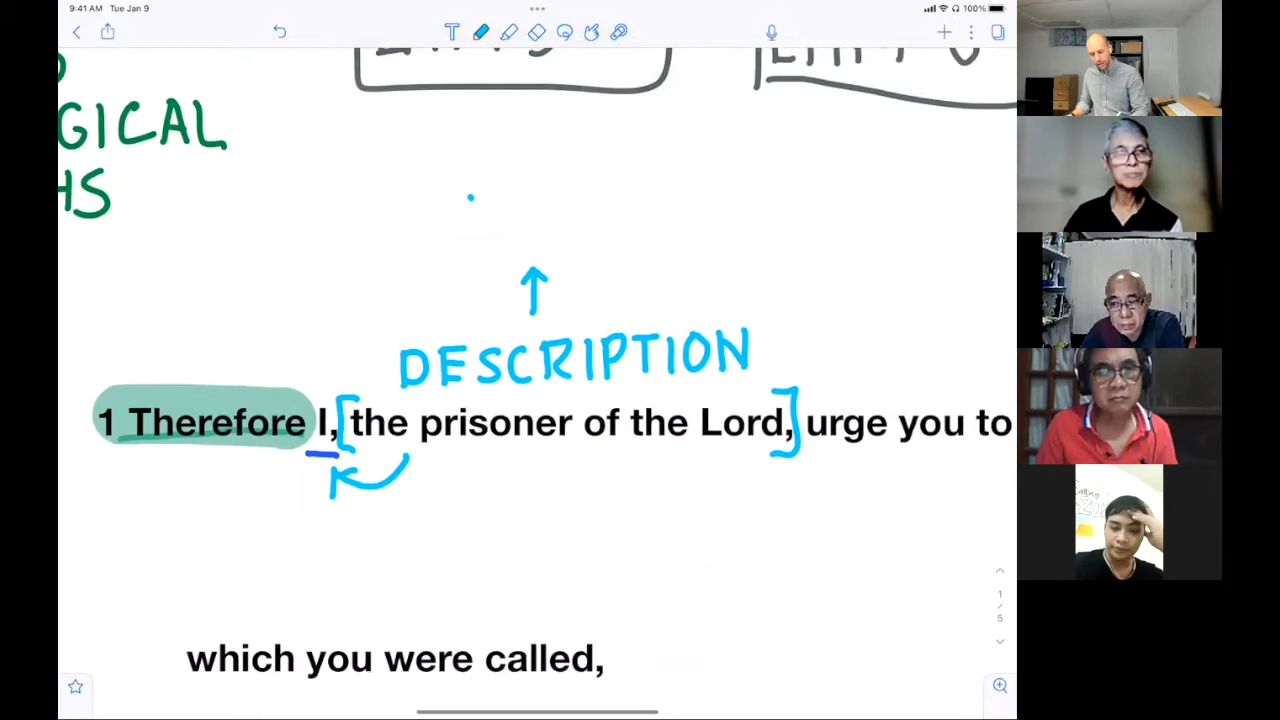 9:41 AM Tue Jan 9
100%
GICAL
HS
DESCRIPTION
1 Therefore I, [the prisoner of the Lord,] urge you to
which you were called,
1
/
5